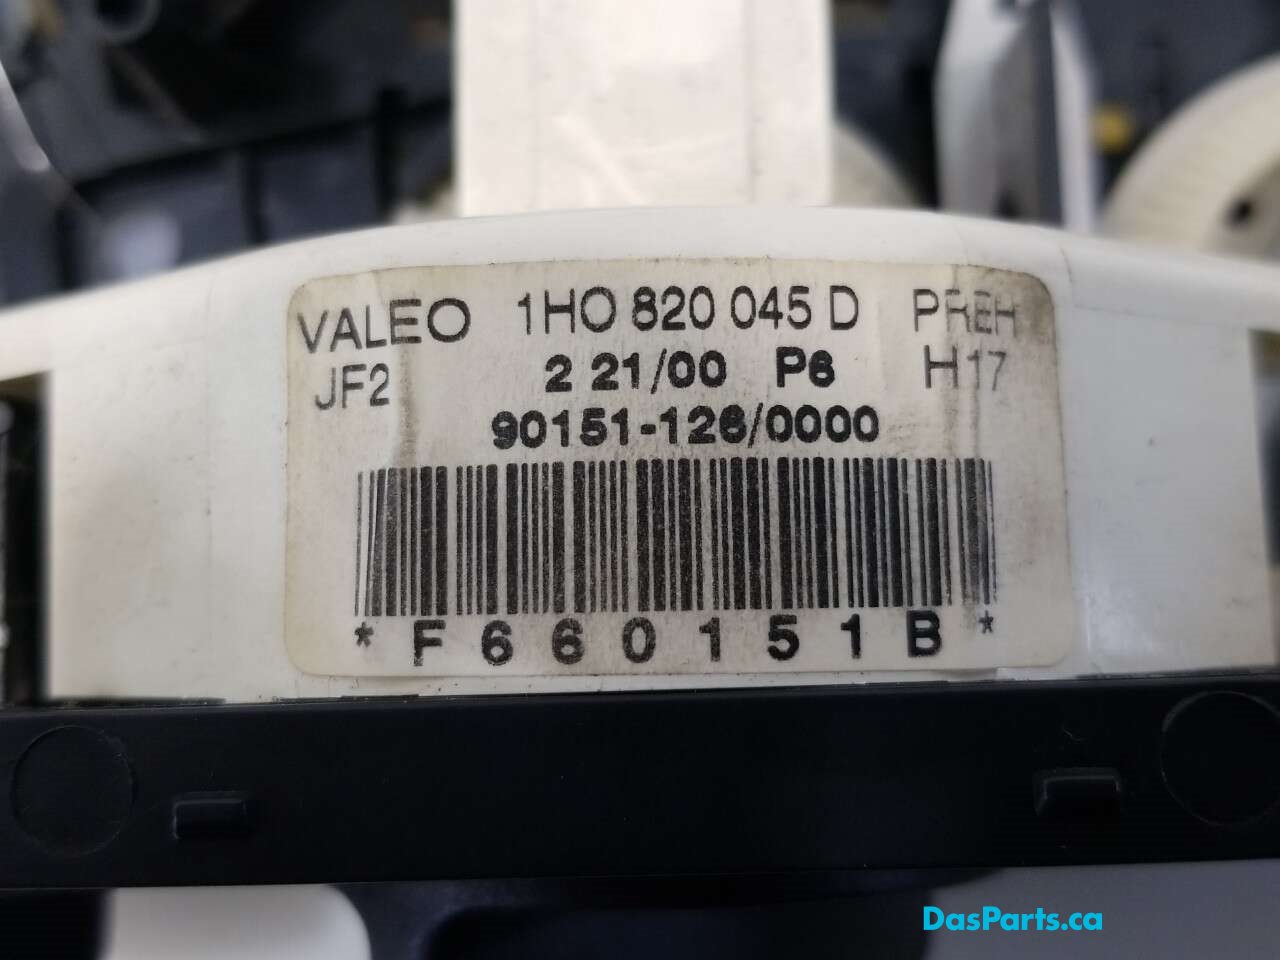 VALEO 1HO 820 045 D PREH
JF2 2 21/00 P6 H17
90151-126/0000
*F660151B*
DasParts.ca